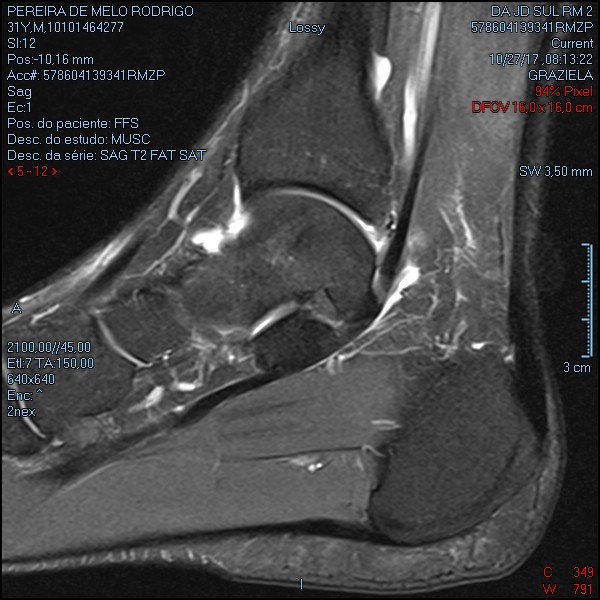 PEREIRA DE MELO RODRIGO
31Y,M,10101464277
Sl:12
Pos:-10,16 mm
Acc#: 578604139341RMZP
Sag
Ec:1
Pos. do paciente: FFS
Desc. do estudo: MUSC
Desc. da série: SAG T2 FAT SAT
< 5 - 12 >
Lossy
DA JD SUL RM 2
578604139341RMZP
Current
10/27/17 ,08:13:22
GRAZIELA
94% Pixel
DFOV 16,0 x 16,0 cm
SW 3,50 mm
A
2100,00//45,00
Etl:7 TA:150.00
640x640
Enc: ^
2nex
3 cm
C 349
W 791